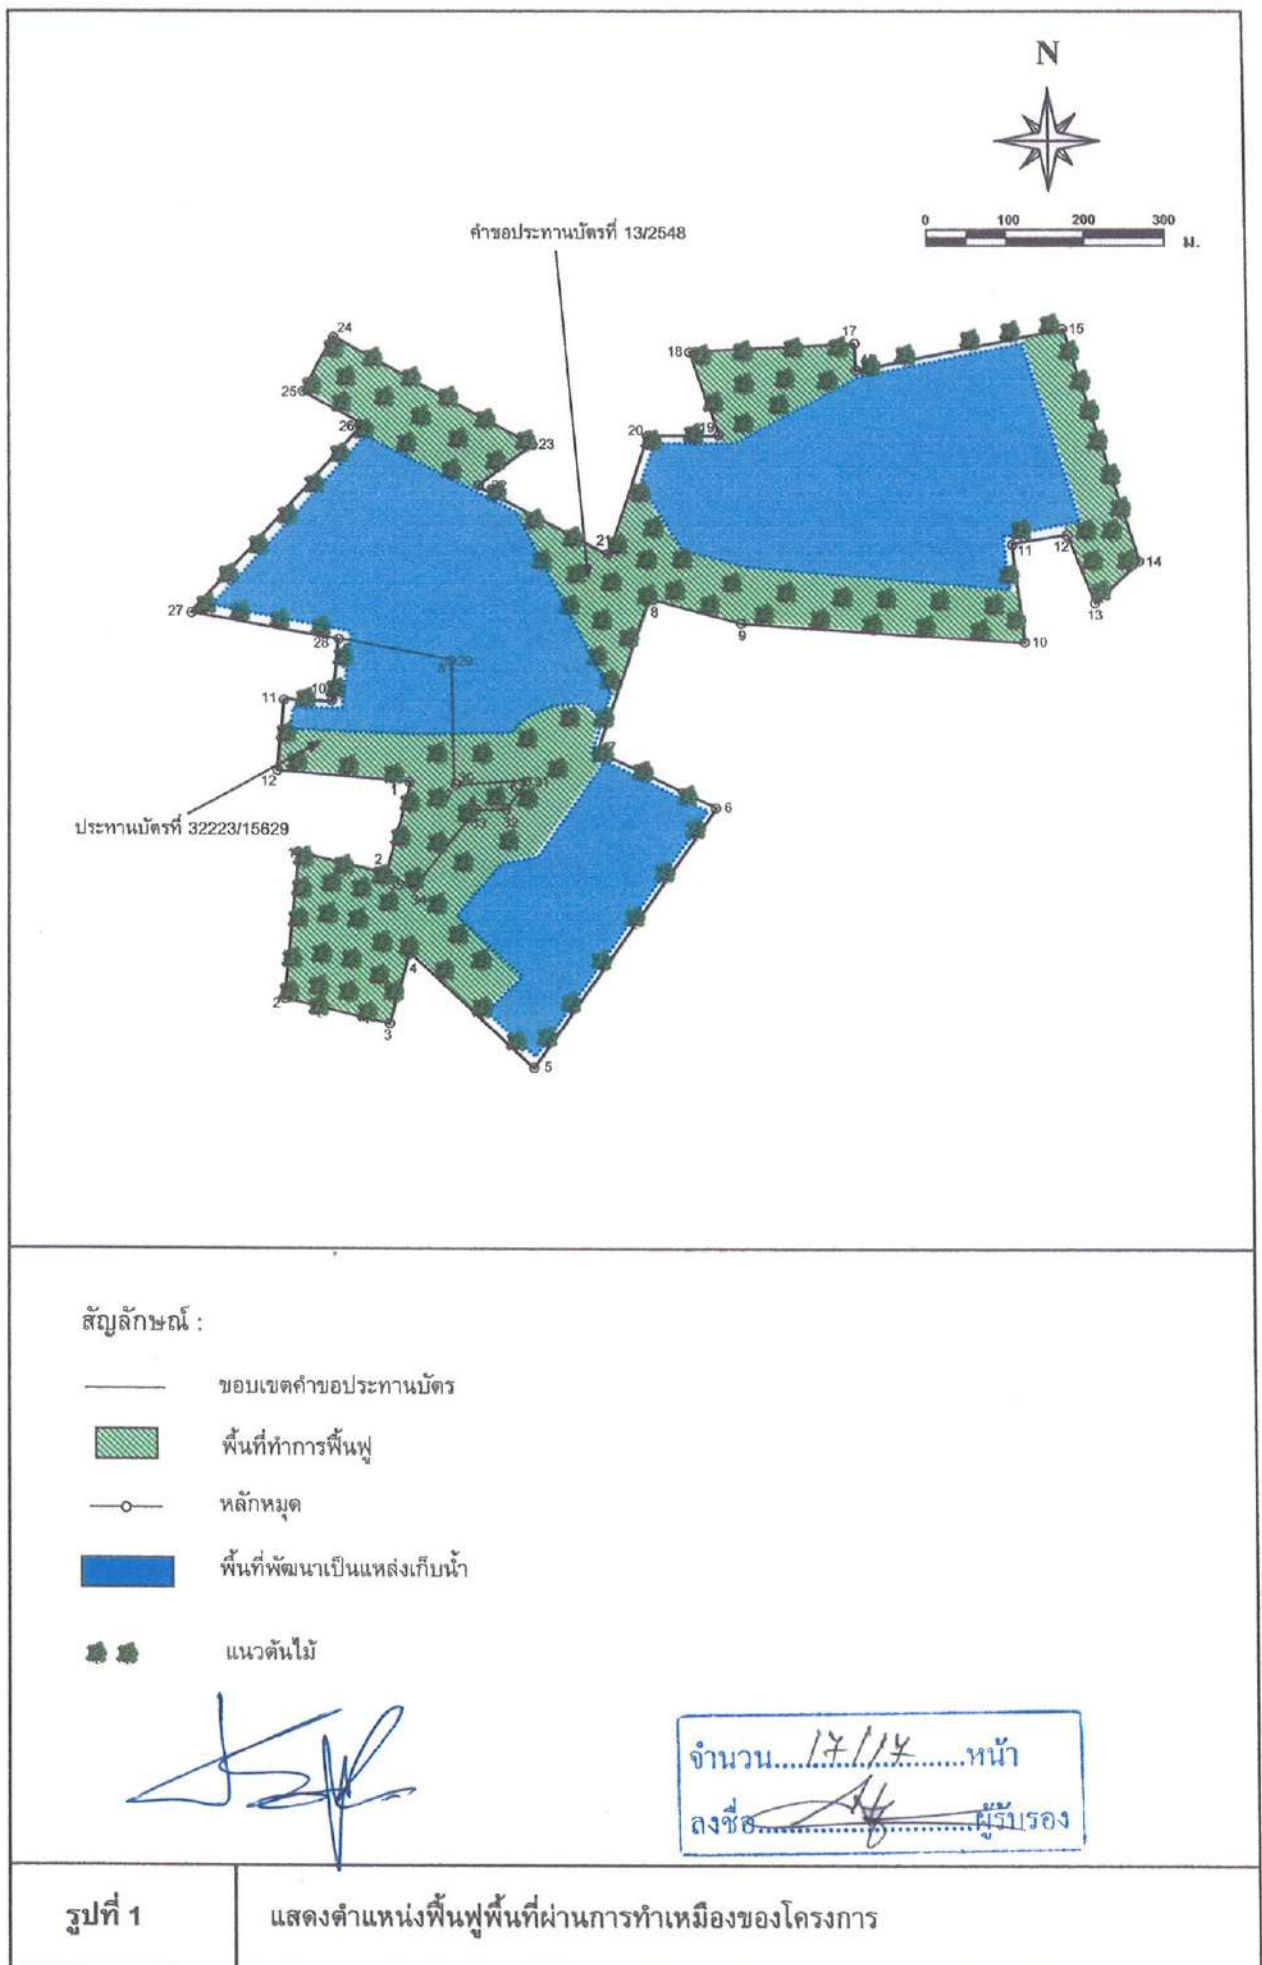 N
0 100 200 300
ม.
คำขอประทานบัตรที่ 13/2548
24
17
15
18
25
26
20
19
23
21
11
12
14
27
8
13
9
28
10
29
8
11
10
12
1
6
ประทานบัตรที่ 32223/15629
2
4
2
3
5
สัญลักษณ์ :
ขอบเขตคำขอประทานบัตร
พื้นที่ทำการฟื้นฟู
หลักหมุด
พื้นที่พัฒนาเป็นแหล่งเก็บน้ำ
แนวต้นไม้
จำนวน....17/17....หน้า
ลงชื่อ........ผู้รับรอง
รูปที่ 1
แสดงตำแหน่งฟื้นฟูพื้นที่ผ่านการทำเหมืองของโครงการ